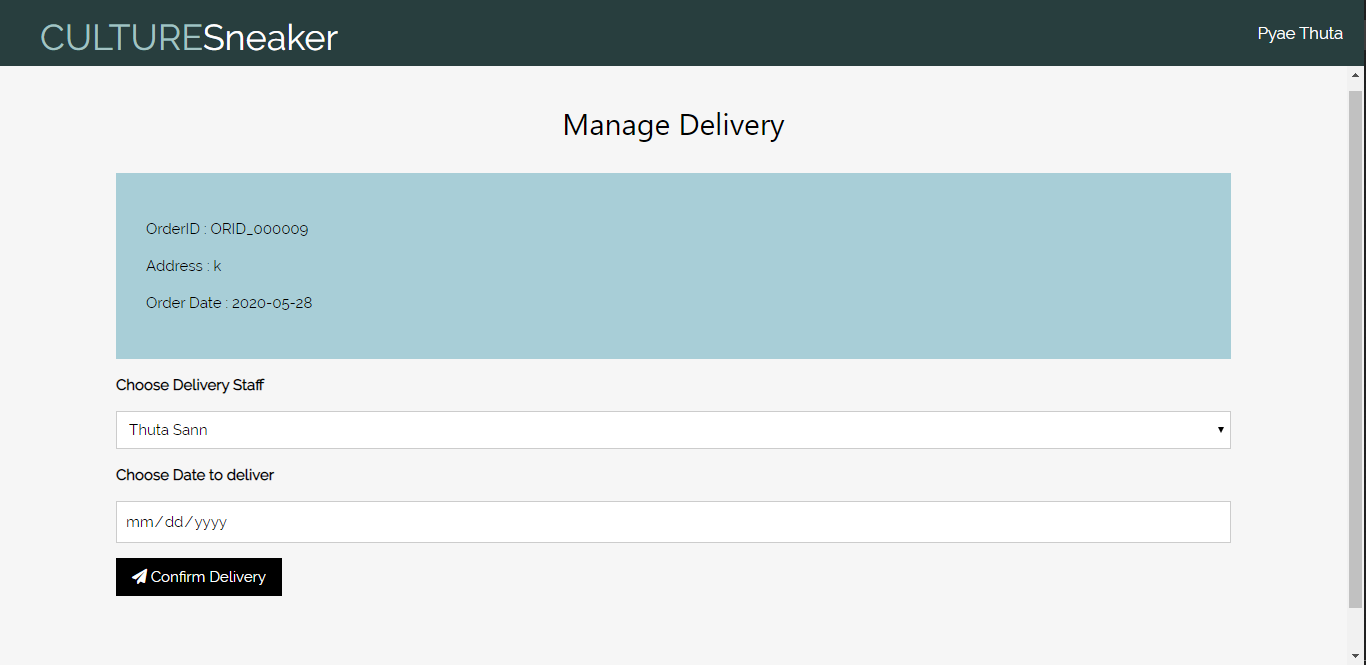 CULTURESneaker
Pyae Thuta
Manage Delivery
OrderID : ORID_000009
Address : k
Order Date : 2020-05-28
Choose Delivery Staff
Thuta Sann
Choose Date to deliver
mm/dd/yyyy
Confirm Delivery